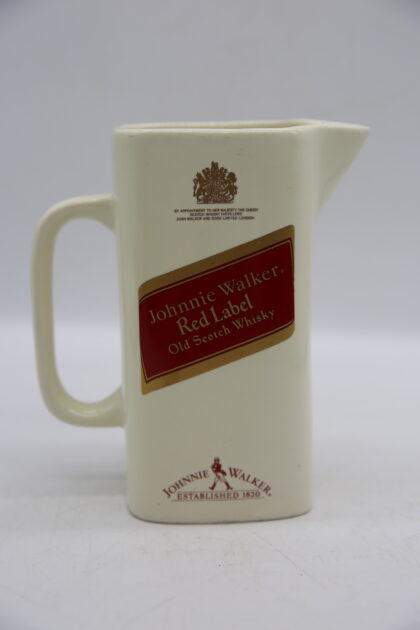 BY APPOINTMENT TO HER MAJESTY THE QUEEN
SCOTCH WHISKY DISTILLERS
JOHN WALKER AND SONS LIMITED LONDON
Johnnie Walker.
Red Label
Old Scotch Whisky
JOHNNIE WALKER.
ESTABLISHED 1820